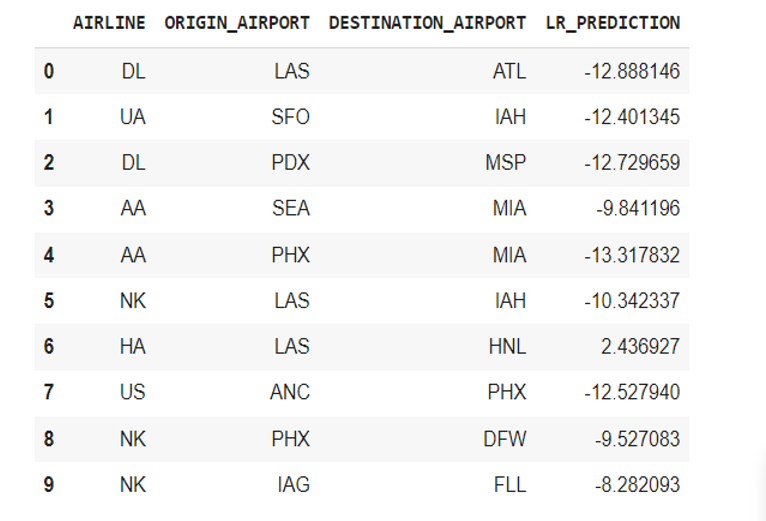 AIRLINE ORIGIN_AIRPORT DESTINATION_AIRPORT LR_PREDICTION
0 DL LAS ATL -12.888146
1 UA SFO IAH -12.401345
2 DL PDX MSP -12.729659
3 AA SEA MIA -9.841196
4 AA PHX MIA -13.317832
5 NK LAS IAH -10.342337
6 HA LAS HNL 2.436927
7 US ANC PHX -12.527940
8 NK PHX DFW -9.527083
9 NK IAG FLL -8.282093